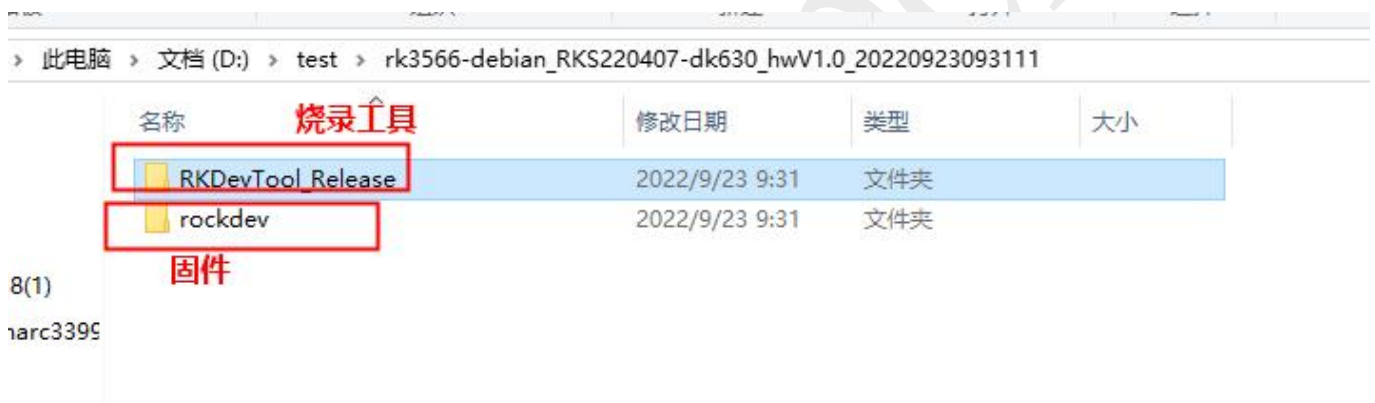 › 此电脑 › 文档 (D:) › test › rk3566-debian_RKS220407-dk630_hwV1.0_20220923093111
名称 烧录工具 修改日期 类型 大小
RKDevTool_Release 2022/9/23 9:31 文件夹
rockdev 2022/9/23 9:31 文件夹
固件
8(1)
narc3399